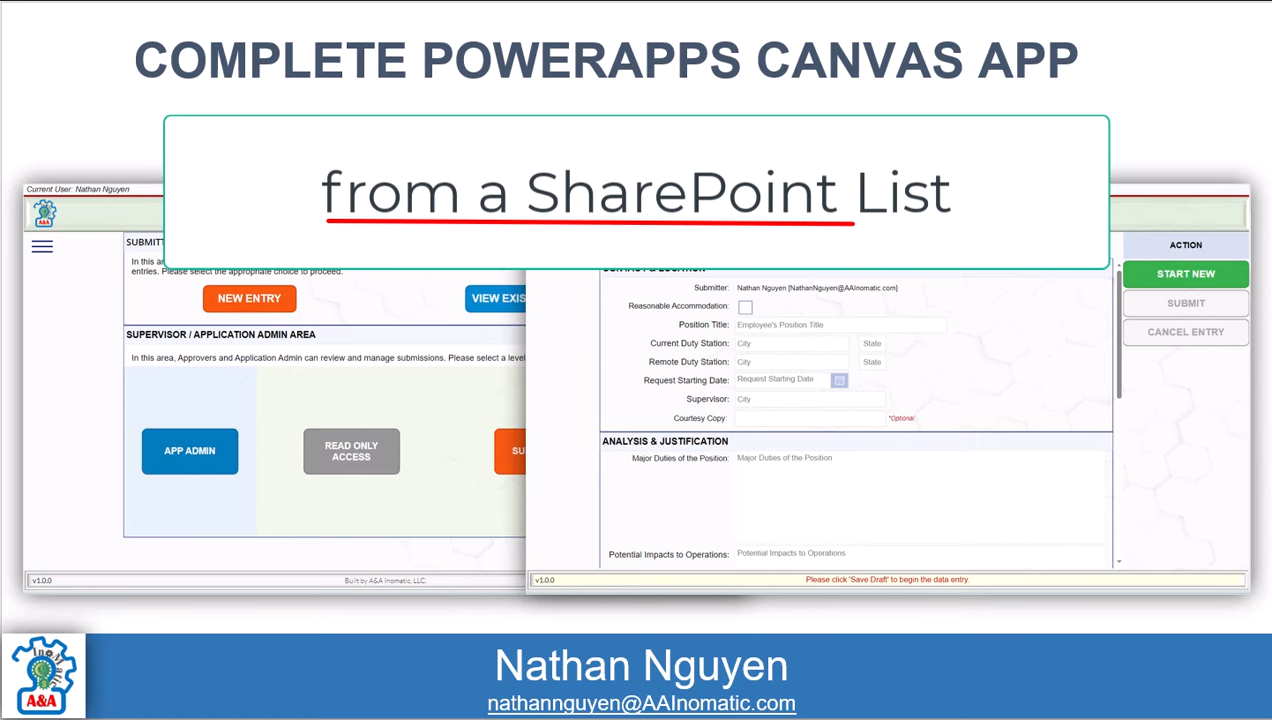 COMPLETE POWERAPPS CANVAS APP
from a SharePoint List
Current User: Nathan Nguyen
A&A
SUBMITT
In this are
entries. Please select the appropriate choice to proceed.
NEW ENTRY
VIEW EXIS
SUPERVISOR / APPLICATION ADMIN AREA
In this area, Approvers and Application Admin can review and manage submissions. Please select a level
APP ADMIN
READ ONLY
ACCESS
SU
v1.0.0
Built by A&A Inomatic, LLC.
CONTACT & LOCATION
Submitter: Nathan Nguyen [NathanNguyen@AAInomatic.com]
Reasonable Accommodation:
Position Title: Employee's Position Title
Current Duty Station: City State
Remote Duty Station: City State
Request Starting Date: Request Starting Date
Supervisor: City
Courtesy Copy: *Optional
ANALYSIS & JUSTIFICATION
Major Duties of the Position: Major Duties of the Position
Potential Impacts to Operations: Potential Impacts to Operations
ACTION
START NEW
SUBMIT
CANCEL ENTRY
v1.0.0
Please click 'Save Draft' to begin the data entry.
InoMatic
A&A
Nathan Nguyen
nathannguyen@AAInomatic.com